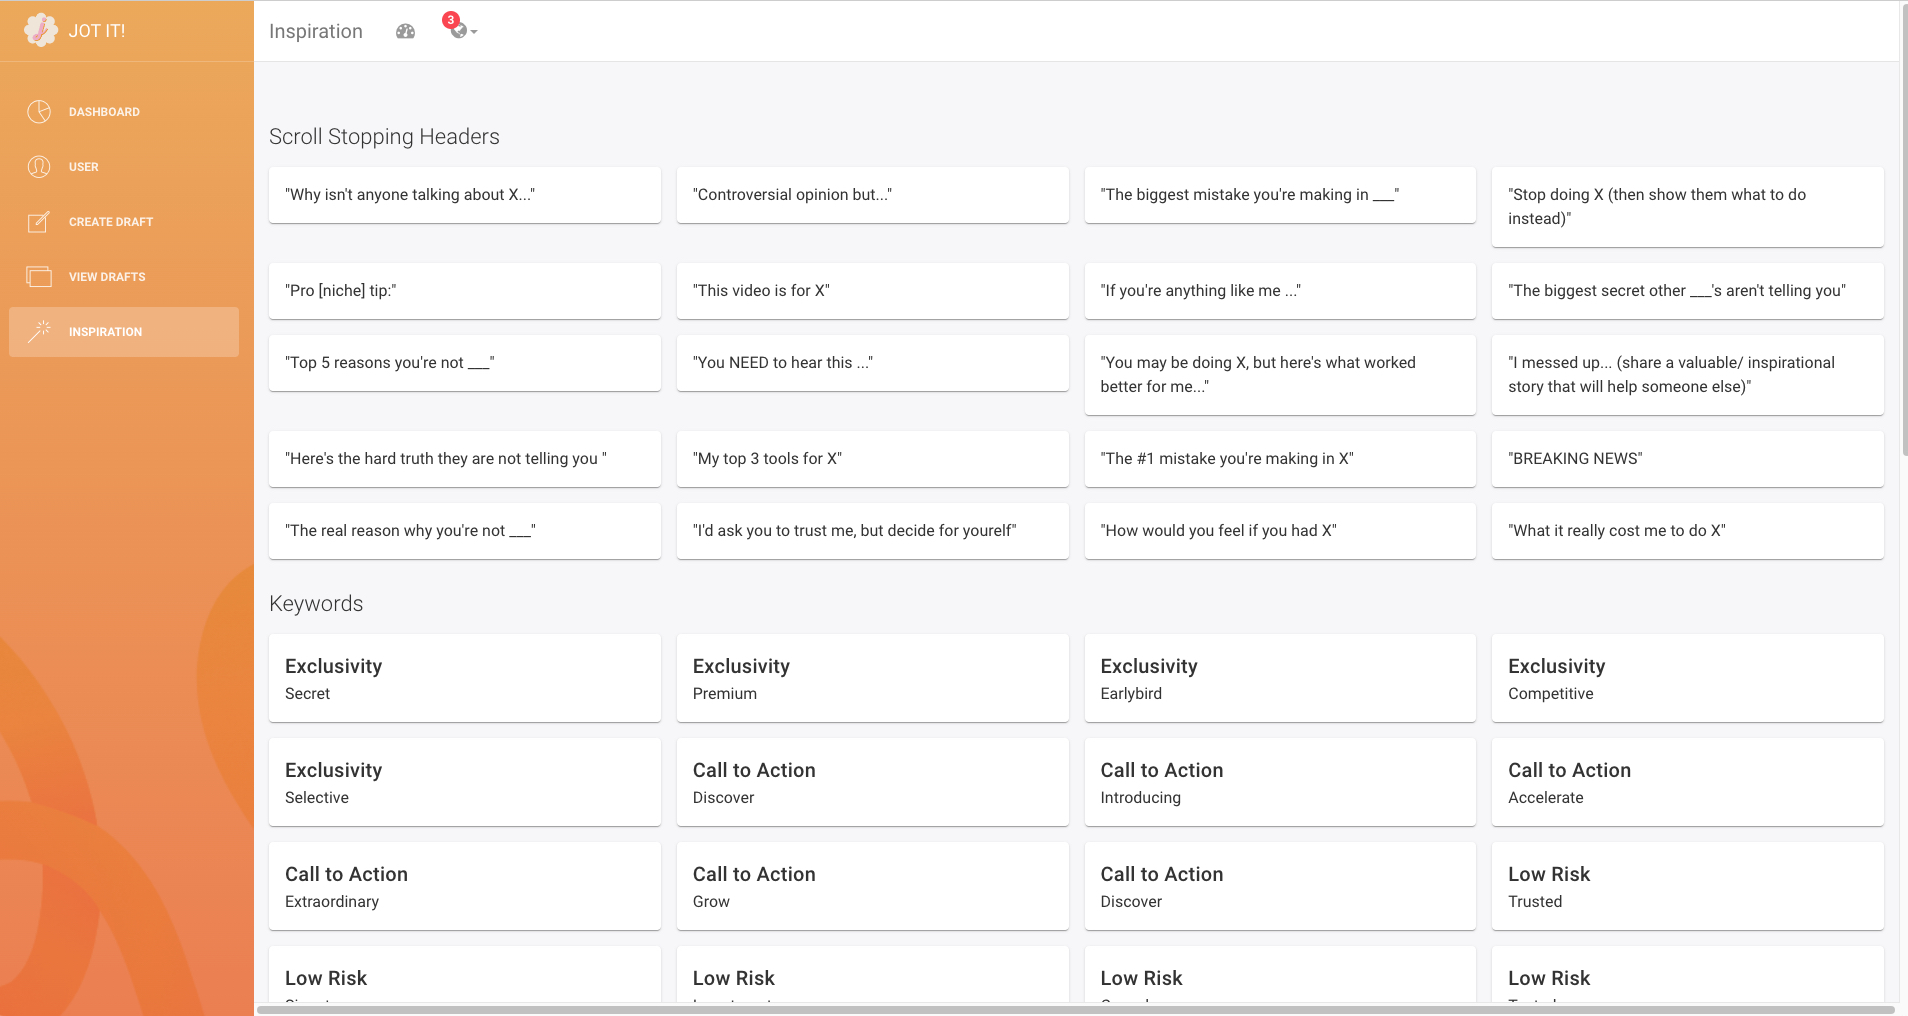 JOT IT!
DASHBOARD
USER
CREATE DRAFT
VIEW DRAFTS
INSPIRATION
Inspiration
3
Scroll Stopping Headers
"Why isn't anyone talking about X..."
"Controversial opinion but..."
"The biggest mistake you're making in ___"
"Stop doing X (then show them what to do
instead)"
"Pro [niche] tip:"
"This video is for X"
"If you're anything like me ..."
"The biggest secret other ___'s aren't telling you"
"Top 5 reasons you're not ___"
"You NEED to hear this ..."
"You may be doing X, but here's what worked
better for me..."
"I messed up... (share a valuable/ inspirational
story that will help someone else)"
"Here's the hard truth they are not telling you "
"My top 3 tools for X"
"The #1 mistake you're making in X"
"BREAKING NEWS"
"The real reason why you're not ___"
"I'd ask you to trust me, but decide for yourelf"
"How would you feel if you had X"
"What it really cost me to do X"
Keywords
Exclusivity
Secret
Exclusivity
Premium
Exclusivity
Earlybird
Exclusivity
Competitive
Exclusivity
Selective
Call to Action
Discover
Call to Action
Introducing
Call to Action
Accelerate
Call to Action
Extraordinary
Call to Action
Grow
Call to Action
Discover
Low Risk
Trusted
Low Risk
Low Risk
Low Risk
Low Risk